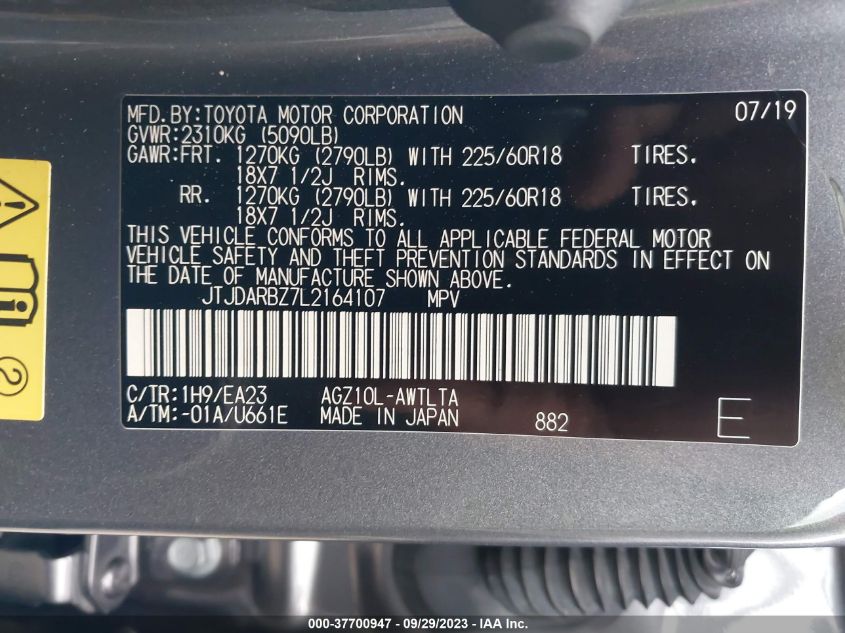 MFD.BY:TOYOTA MOTOR CORPORATION 07/19
GVWR:2310KG (5090LB)
GAWR:FRT. 1270KG (2790LB) WITH 225/60R18 TIRES.
18X7 1/2J RIMS.
RR. 1270KG (2790LB) WITH 225/60R18 TIRES.
18X7 1/2J RIMS.
THIS VEHICLE CONFORMS TO ALL APPLICABLE FEDERAL MOTOR
VEHICLE SAFETY AND THEFT PREVENTION STANDARDS IN EFFECT ON
THE DATE OF MANUFACTURE SHOWN ABOVE.
JTJDARBZ7L2164107 MPV
C/TR:1H9/EA23 AGZ10L-AWTLTA
A/TM:-01A/U661E MADE IN JAPAN 882 E
2
000-37700947 - 09/29/2023 - IAA Inc.